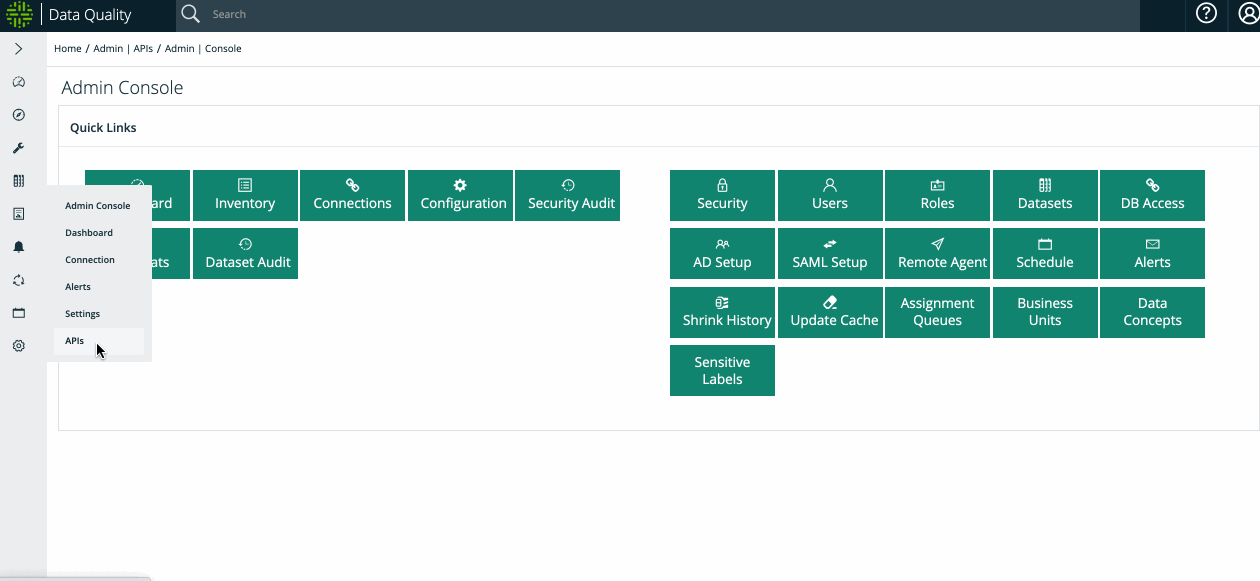 Data Quality
Search
Home / Admin | APIs / Admin | Console
Admin Console
Quick Links
Inventory
Connections
Configuration
Security Audit
Security
Users
Roles
Datasets
DB Access
Dataset Audit
AD Setup
SAML Setup
Remote Agent
Schedule
Alerts
Shrink History
Update Cache
Assignment
Queues
Business
Units
Data
Concepts
Sensitive
Labels
Admin Console
Dashboard
Connection
Alerts
Settings
APIs